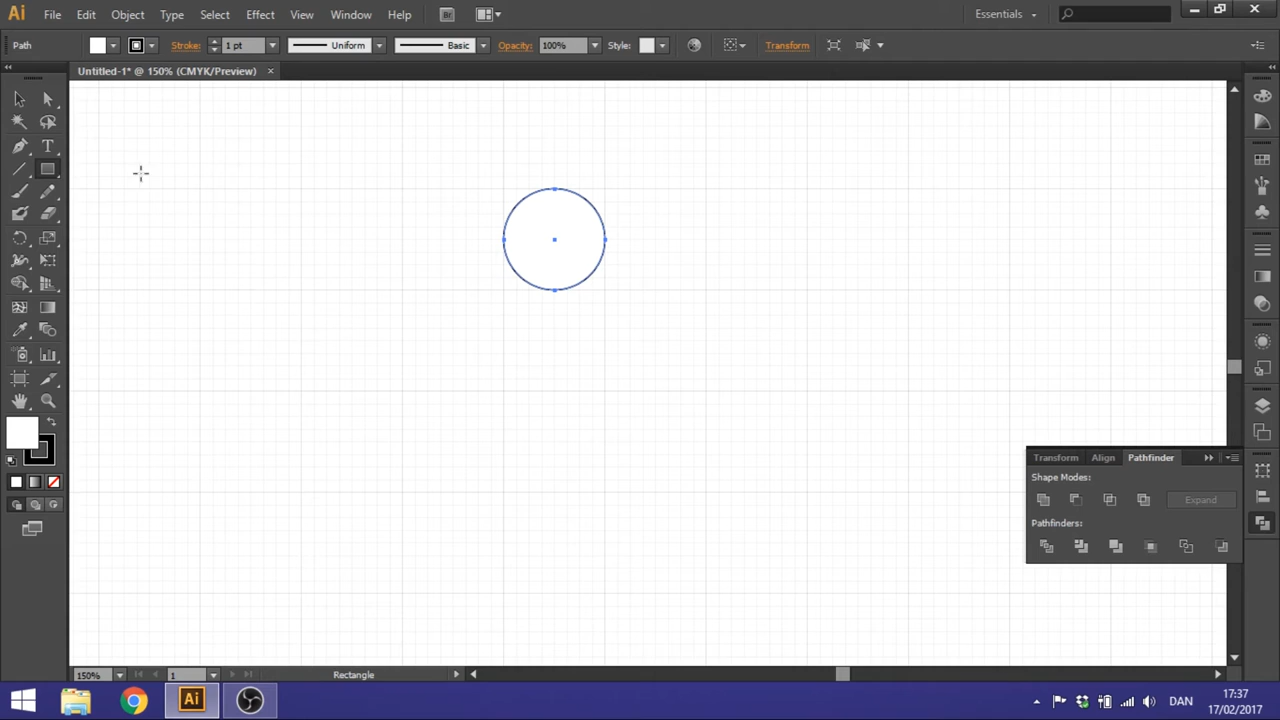 Ai File Edit Object Type Select Effect View Window Help Br Essentials
Path Stroke: 1 pt Uniform Basic Opacity: 100% Style: Transform
Untitled-1* @ 150% (CMYK/Preview)
T
Transform Align Pathfinder
Shape Modes:
Expand
Pathfinders:
150% 1 Rectangle
Ai DAN 17:37
17/02/2017